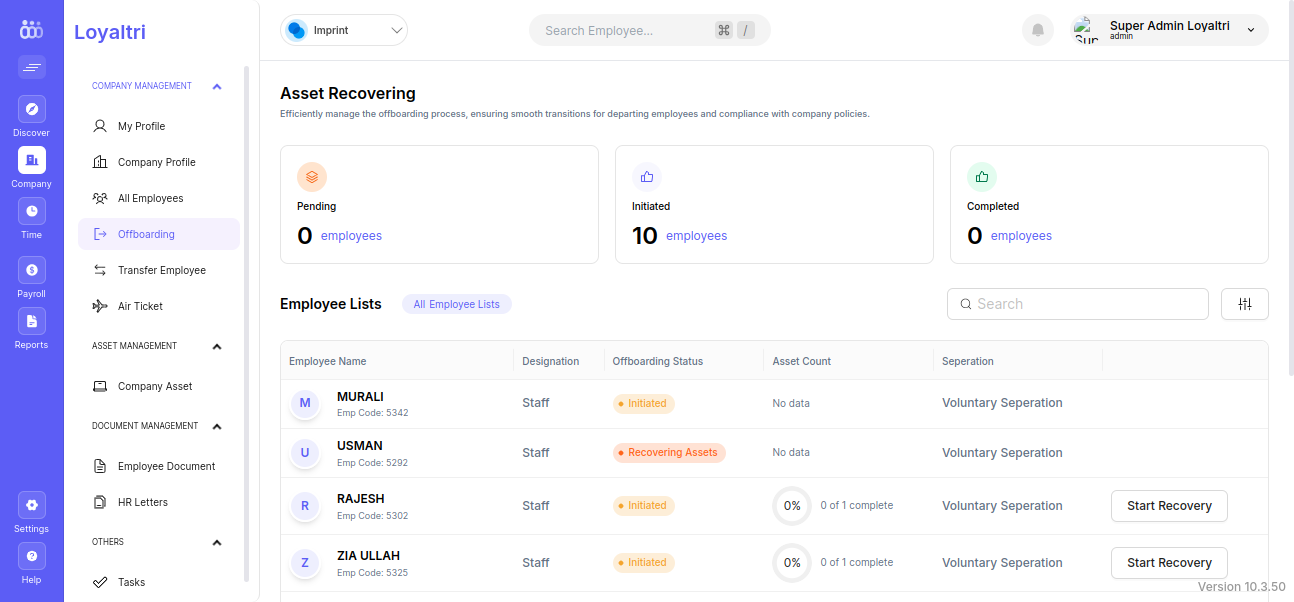 Loyaltri
Discover
Company
Time
Payroll
Reports
Settings
Help
COMPANY MANAGEMENT
My Profile
Company Profile
All Employees
Offboarding
Transfer Employee
Air Ticket
ASSET MANAGEMENT
Company Asset
DOCUMENT MANAGEMENT
Employee Document
HR Letters
OTHERS
Tasks
Imprint
Search Employee... ⌘ /
Super Admin Loyaltri
admin
Asset Recovering
Efficiently manage the offboarding process, ensuring smooth transitions for departing employees and compliance with company policies.
Pending
0 employees
Initiated
10 employees
Completed
0 employees
Employee Lists All Employee Lists Search
Employee Name Designation Offboarding Status Asset Count Seperation
M MURALI Staff Initiated No data Voluntary Seperation
Emp Code: 5342
U USMAN Staff Recovering Assets No data Voluntary Seperation
Emp Code: 5292
R RAJESH Staff Initiated 0% 0 of 1 complete Voluntary Seperation Start Recovery
Emp Code: 5302
Z ZIA ULLAH Staff Initiated 0% 0 of 1 complete Voluntary Seperation Start Recovery
Emp Code: 5325
Version 10.3.50